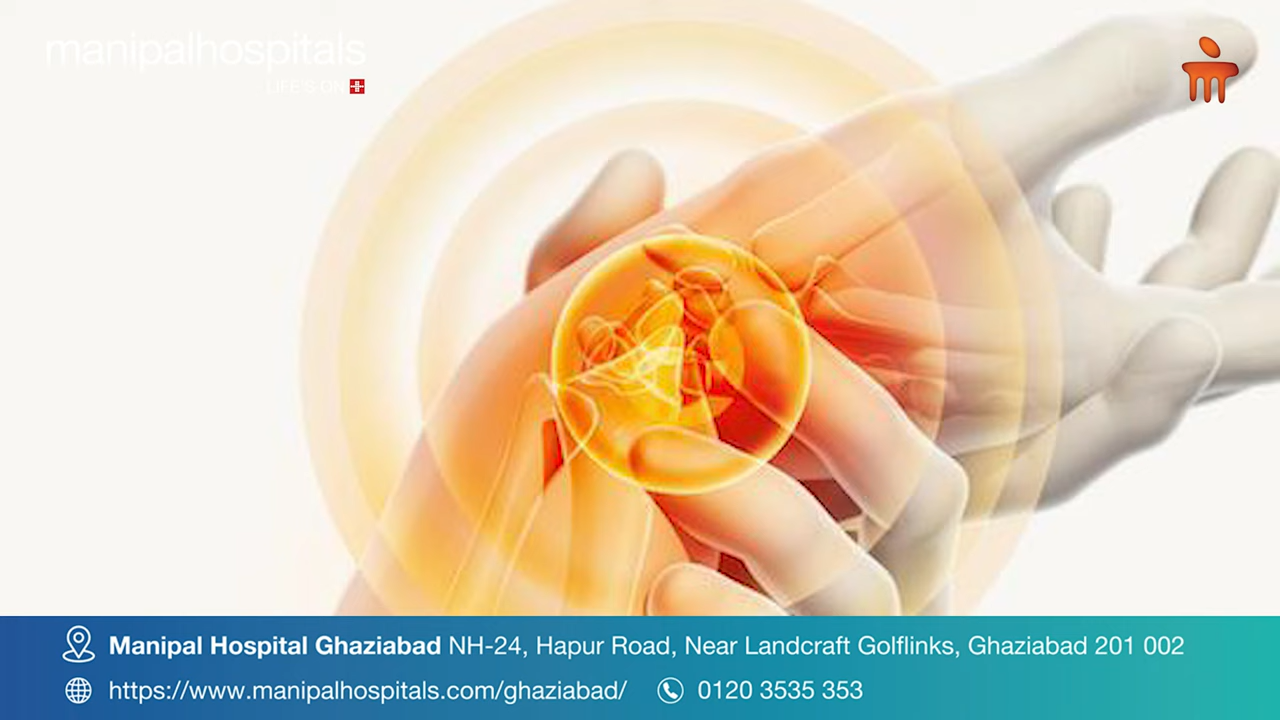 manipalhospitals
LIFE'S ON
Manipal Hospital Ghaziabad NH-24, Hapur Road, Near Landcraft Golflinks, Ghaziabad 201 002
https://www.manipalhospitals.com/ghaziabad/ 0120 3535 353